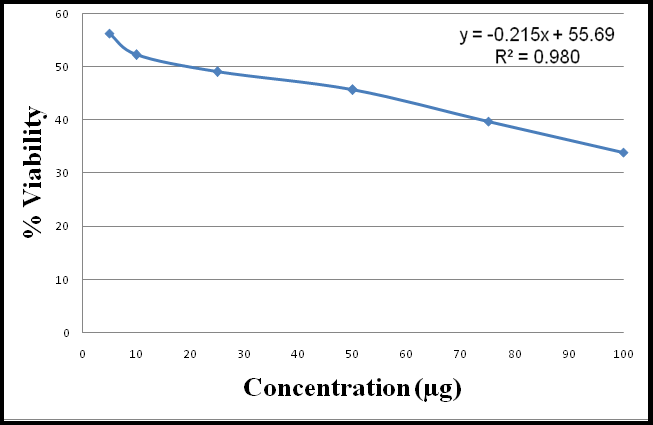 60
y = -0.215x + 55.69
R² = 0.980
50
40
30
20
10
0
% Viability
0 10 20 30 40 50 60 70 80 90 100
Concentration (µg)